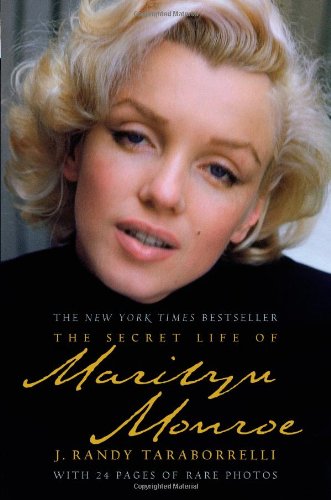 THE NEW YORK TIMES BESTSELLER
THE SECRET LIFE OF
Marilyn
Monroe
J. RANDY TARABORRELLI
WITH 24 PAGES OF RARE PHOTOS